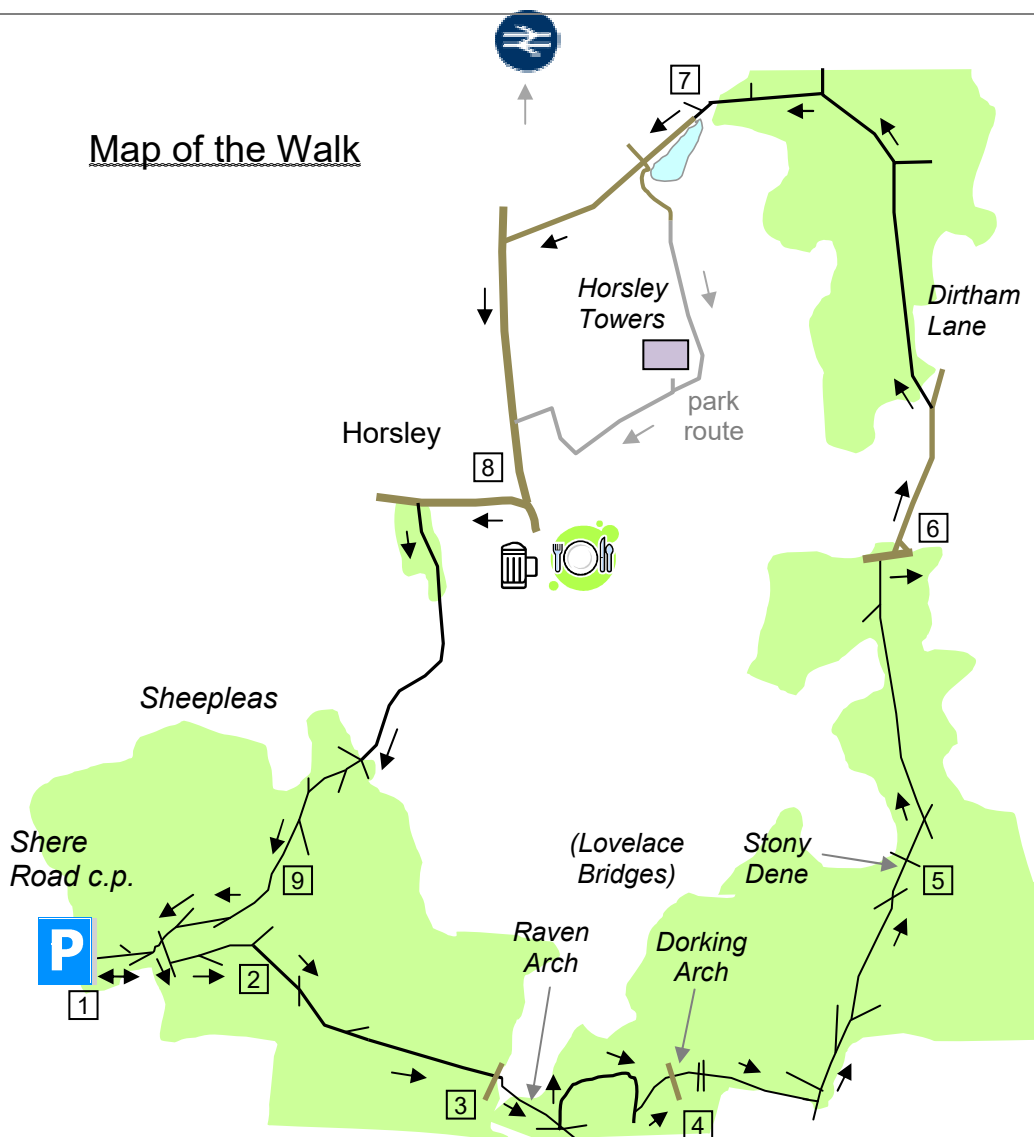 7
Map of the Walk
Horsley
Towers
Dirtham
Lane
park
route
Horsley
8
6
Sheepleas
Shere
Road c.p.
(Lovelace
Bridges)
Stony
Dene
9
5
Raven
Arch
Dorking
Arch
P
2
1
3
4